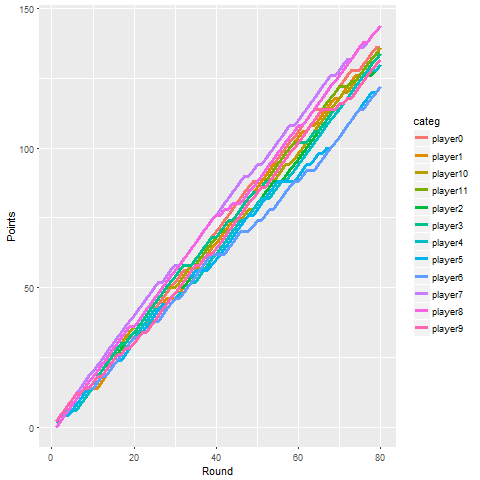 150
100
50
0
Points
0
20
40
60
80
Round
categ
player0
player1
player10
player11
player2
player3
player4
player5
player6
player7
player8
player9